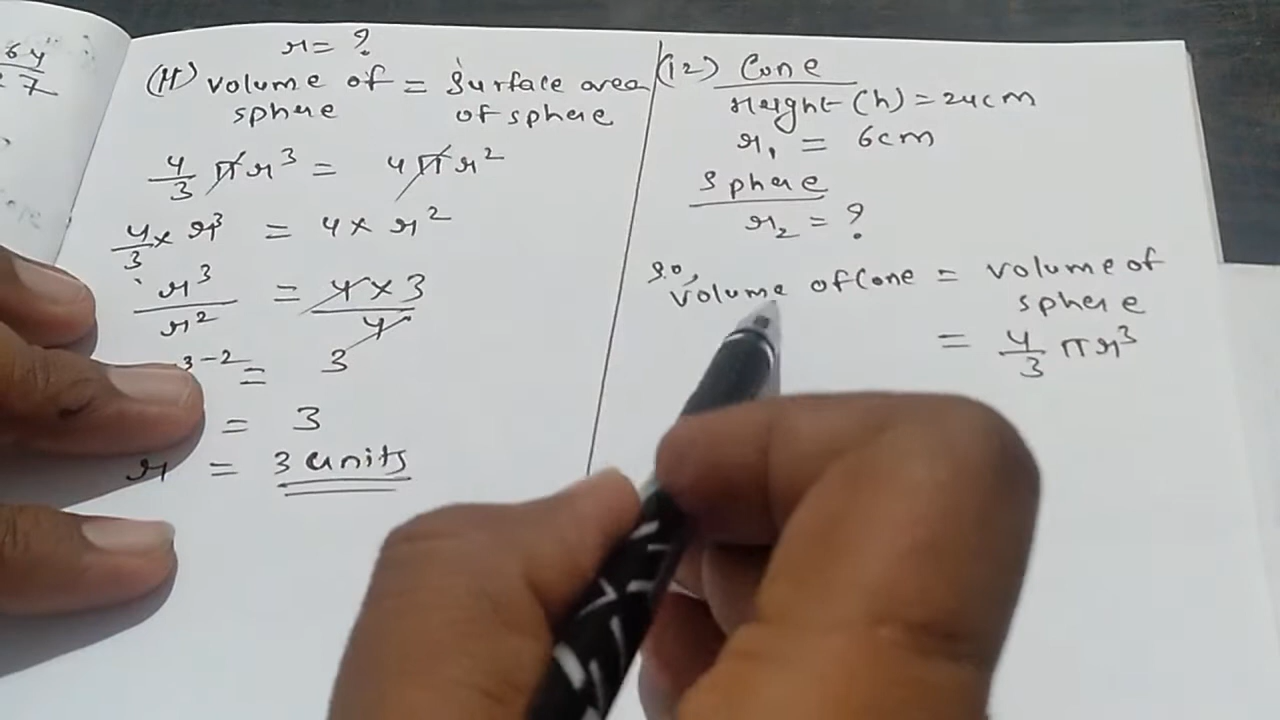 64
27
r = ?
(11) volume of = surface area
sphere of sphere
4/3 πr³ = 4πr²
4/3 × r³ = 4 × r²
r³/r² = 4×3/4
3-2 = 3
= 3
r = 3 units
(12) Cone
Height (h) = 24cm
r₁ = 6cm
Sphere
r₂ = ?
So,
volume of Cone = volume of
sphere
= 4/3 πr³